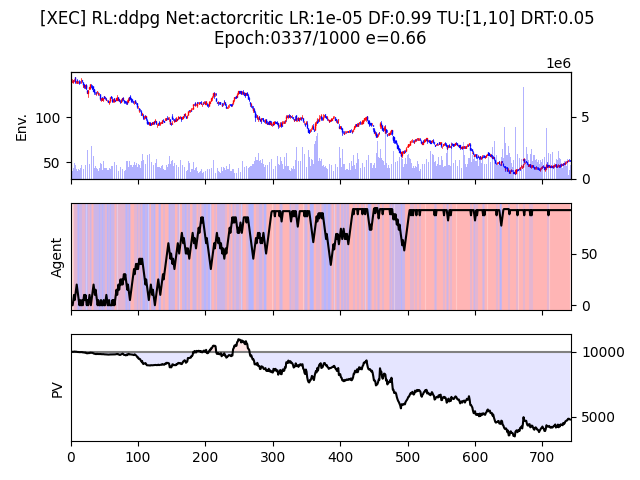 [XEC] RL:ddpg Net:actorcritic LR:1e-05 DF:0.99 TU:[1,10] DRT:0.05
Epoch:0337/1000 e=0.66
1e6
Env.
100
50
5
0
Agent
50
0
PV
10000
5000
0 100 200 300 400 500 600 700